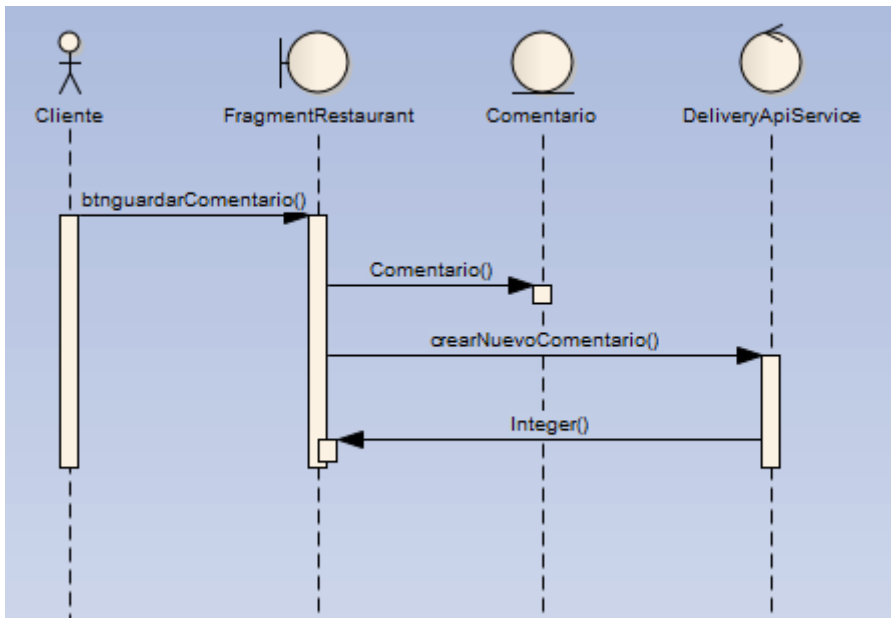 Cliente
FragmentRestaurant
Comentario
DeliveryApiService
btnguardarComentario()
Comentario()
crearNuevoComentario()
Integer()